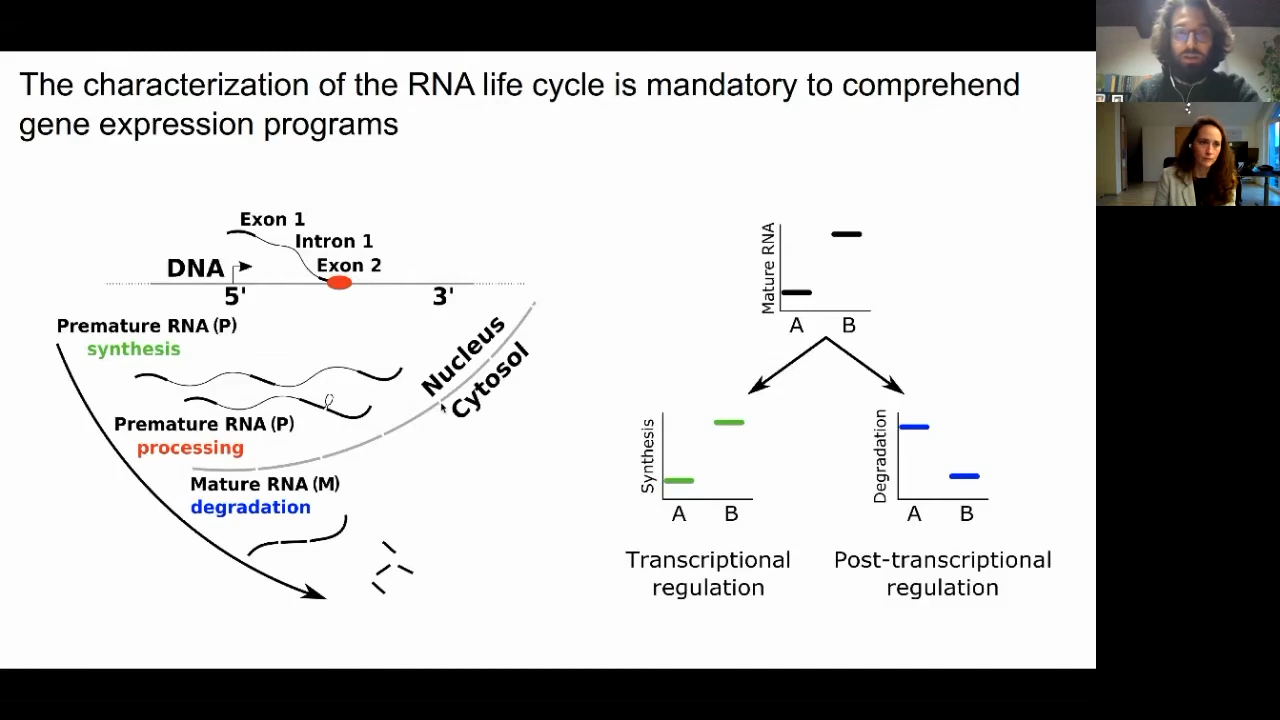 The characterization of the RNA life cycle is mandatory to comprehend
gene expression programs
Exon 1
Intron 1
Exon 2
DNA
5'
3'
Premature RNA (P)
synthesis
Nucleus
Cytosol
Premature RNA (P)
processing
Mature RNA (M)
degradation
Mature RNA
A B
Synthesis
A B
Degradation
A B
Transcriptional
regulation
Post-transcriptional
regulation